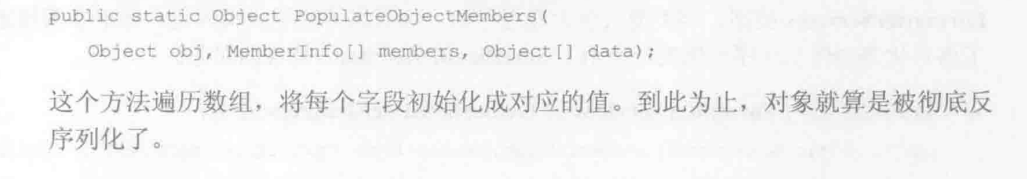 public static Object PopulateObjectMembers(
Object obj, MemberInfo[] members, Object[] data);
这个方法遍历数组，将每个字段初始化成对应的值。到此为止，对象就算是被彻底反
序列化了。